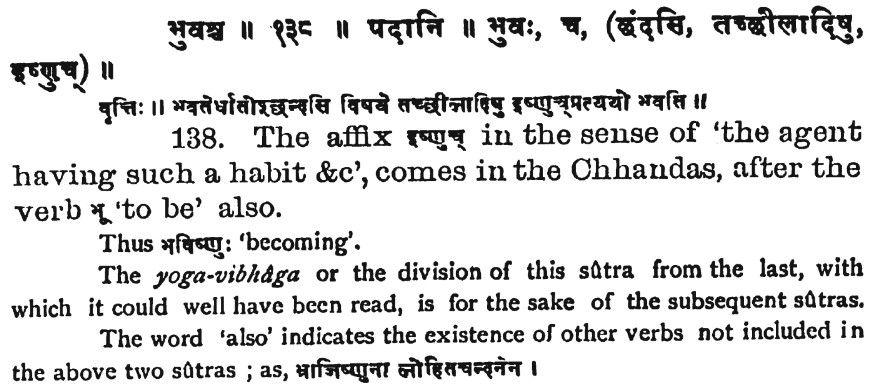 भुवश्च ॥ १३८ ॥ पदानि ॥ भुवः, च, (छंदसि, तच्छीलादिषु,
इष्णुच्) ॥
वृत्तिः ॥ भवतेर्धातोश्छन्दसि विषये तच्छीलादिषु इष्णुच्प्रत्ययो भवति ॥
138. The affix इष्णुच् in the sense of ‘the agent
having such a habit &c’, comes in the Chhandas, after the
verb भू ‘to be’ also.
Thus भविष्णुः ‘becoming’.
The yoga-vibhâga or the division of this sûtra from the last, with
which it could well have been read, is for the sake of the subsequent sûtras.
The word ‘also’ indicates the existence of other verbs not included in
the above two sûtras ; as, भ्राजिष्णुना लोहितचन्दनेन ।